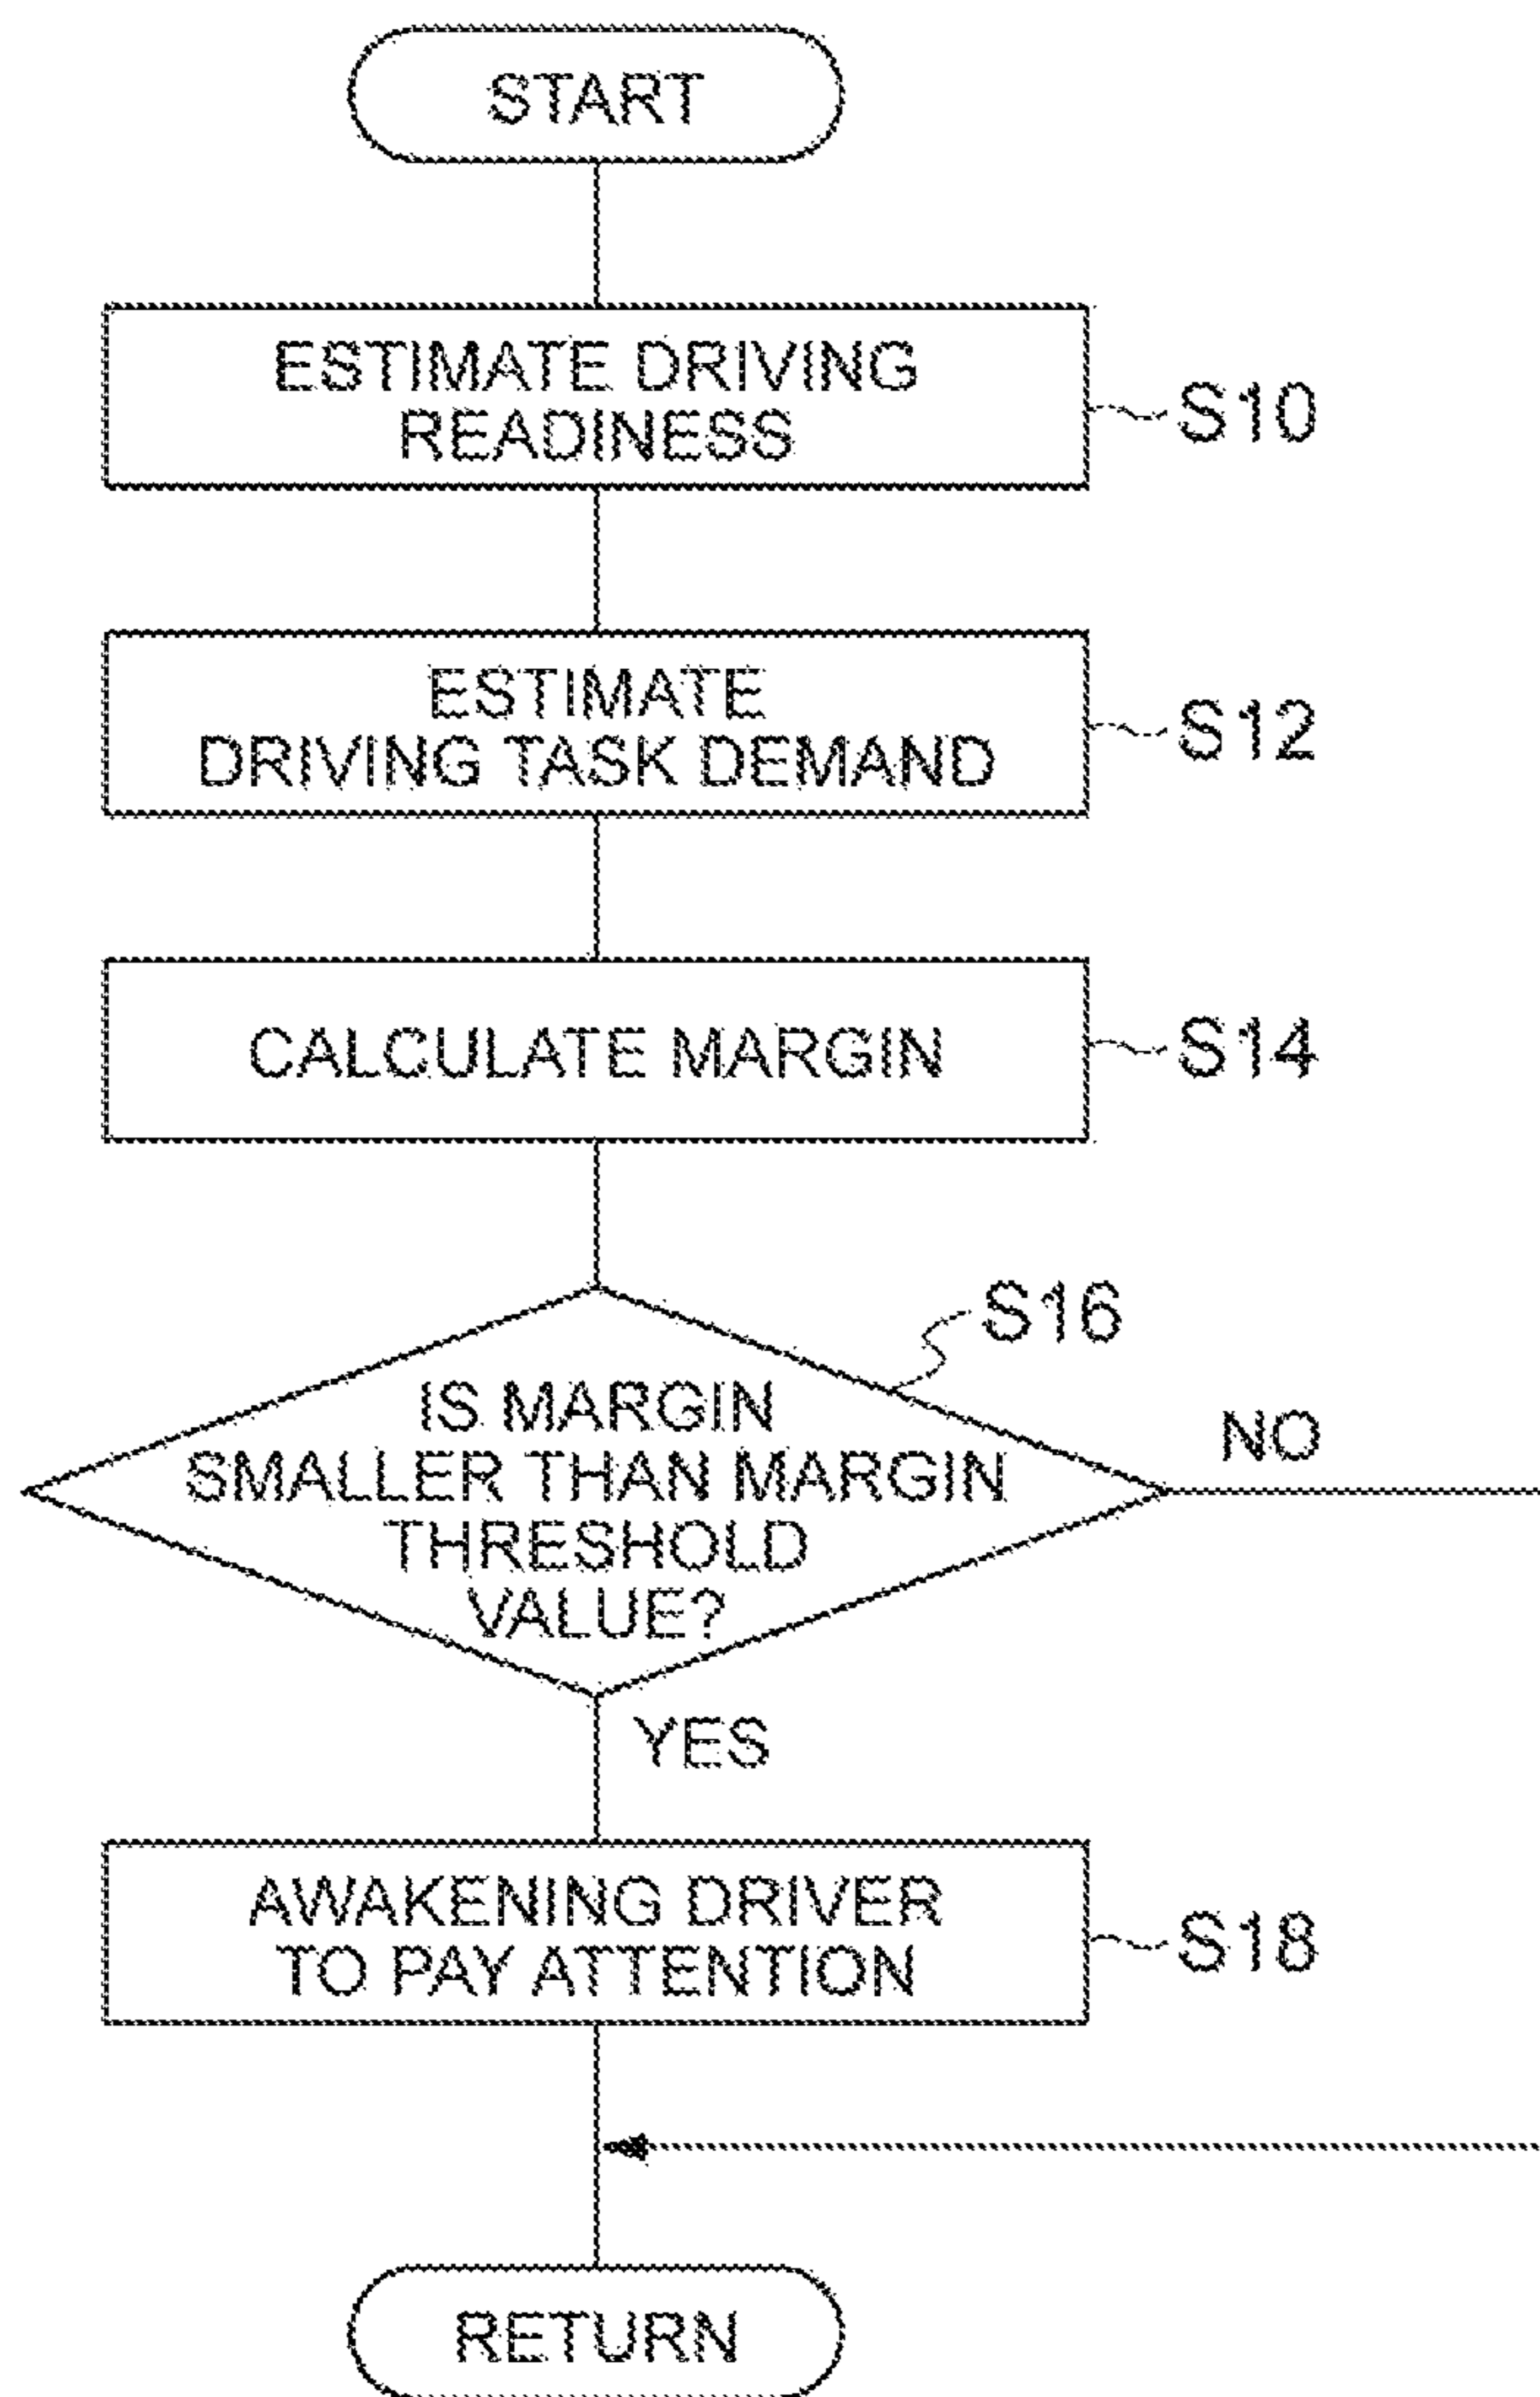 START
ESTIMATE DRIVING
READINESS
S10
ESTIMATE
DRIVING TASK DEMAND
S12
CALCULATE MARGIN
S14
S16
IS MARGIN
SMALLER THAN MARGIN
THRESHOLD
VALUE?
NO
YES
AWAKENING DRIVER
TO PAY ATTENTION
S18
RETURN